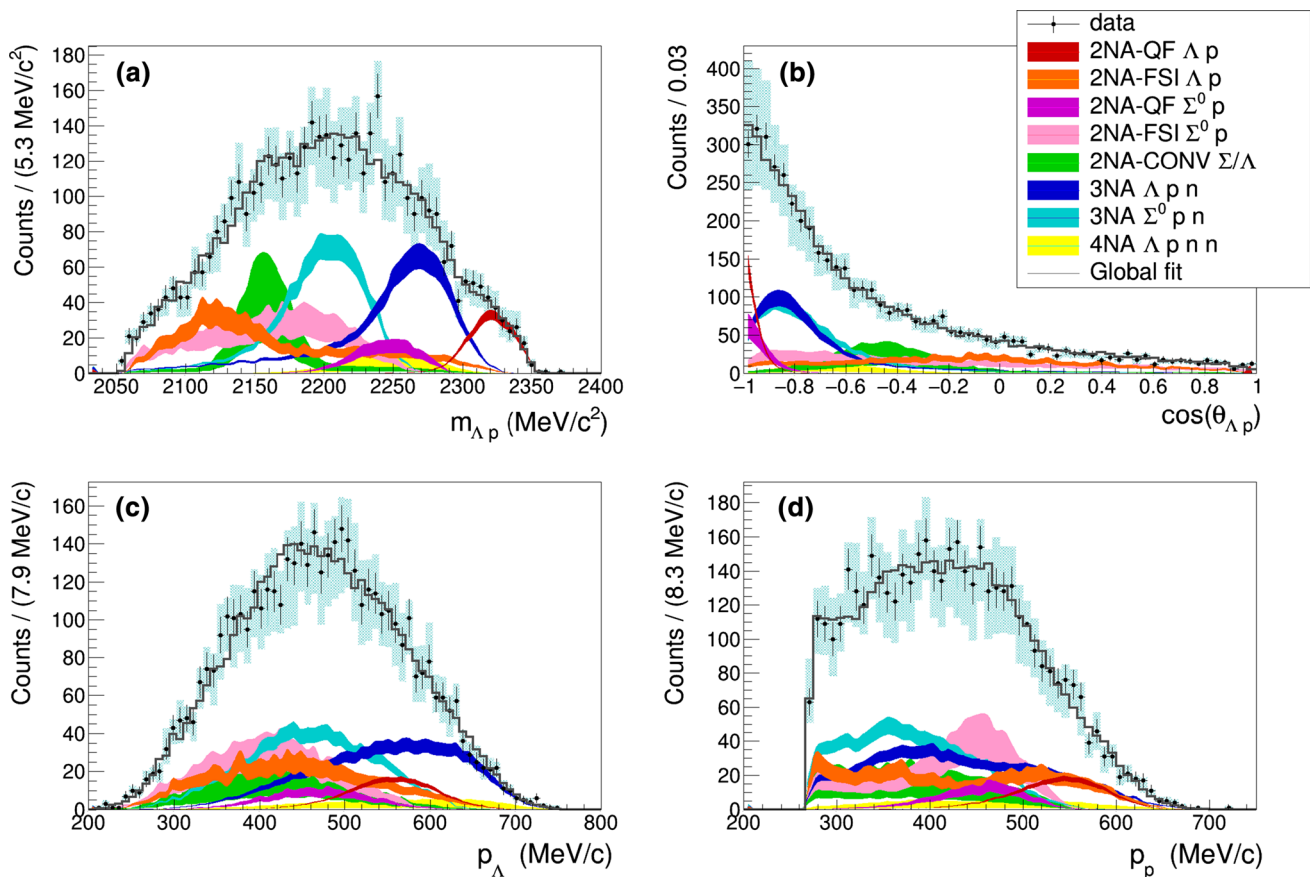 (a)
Counts / (5.3 MeV/c²)
180
160
140
120
100
80
60
40
20
0
2050 2100 2150 2200 2250 2300 2350 2400
m_Λp (MeV/c²)
(b)
Counts / 0.03
400
350
300
250
200
150
100
50
0
−1 −0.8 −0.6 −0.4 −0.2 0 0.2 0.4 0.6 0.8 1
cos(θ_Λp)
data
2NA-QF Λ p
2NA-FSI Λ p
2NA-QF Σ⁰ p
2NA-FSI Σ⁰ p
2NA-CONV Σ/Λ
3NA Λ p n
3NA Σ⁰ p n
4NA Λ p n n
Global fit
(c)
Counts / (7.9 MeV/c)
160
140
120
100
80
60
40
20
0
200 300 400 500 600 700 800
p_Λ (MeV/c)
(d)
Counts / (8.3 MeV/c)
180
160
140
120
100
80
60
40
20
0
200 300 400 500 600 700
p_p (MeV/c)